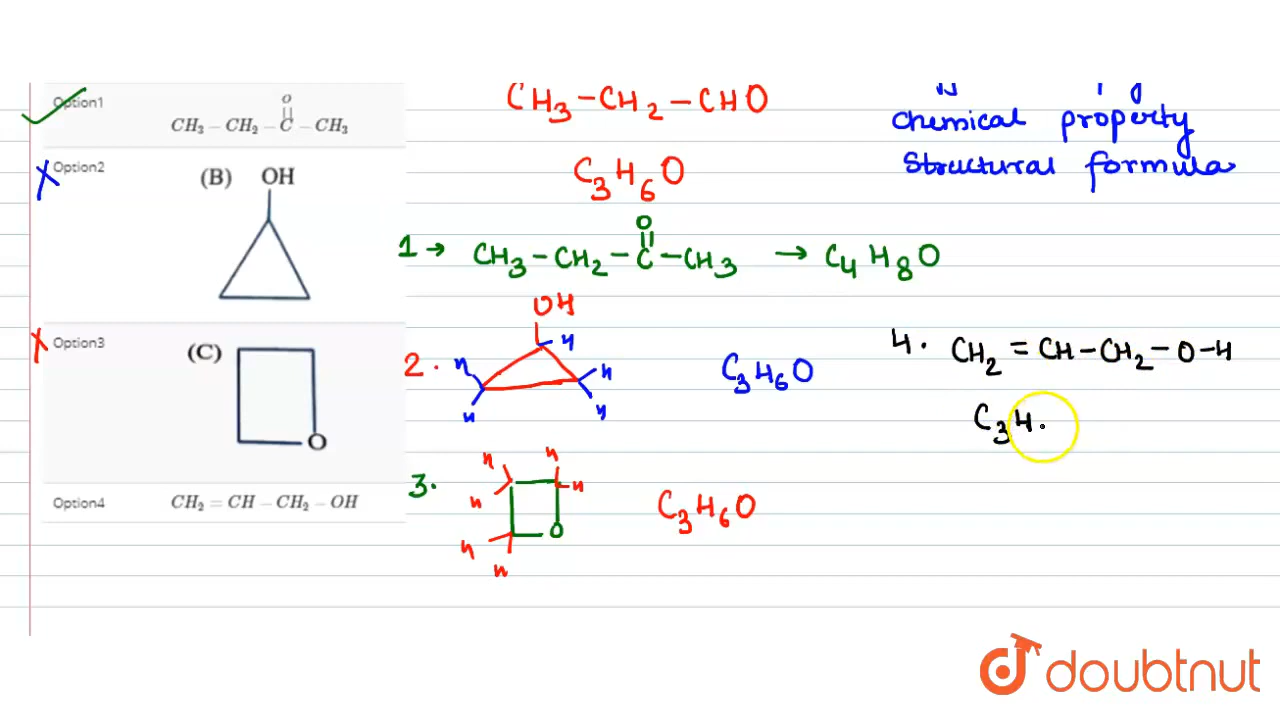 Option1
O
||
CH₃ – CH₂ – C – CH₃
Option2
(B) OH
Option3
(C)
O
Option4
CH₂ = CH – CH₂ – OH
CH3 – CH2 – CHO
C3H6O
1 → CH3 – CH2 – C – CH3 → C4H8O
O
||
OH
2.
H
H
H
H
H
C3H6O
3.
H
H
H
H
H
H
O
C3H6O
chemical property
Structural formula
4. CH2 = CH – CH2 – O – H
C3H.
doubtnut